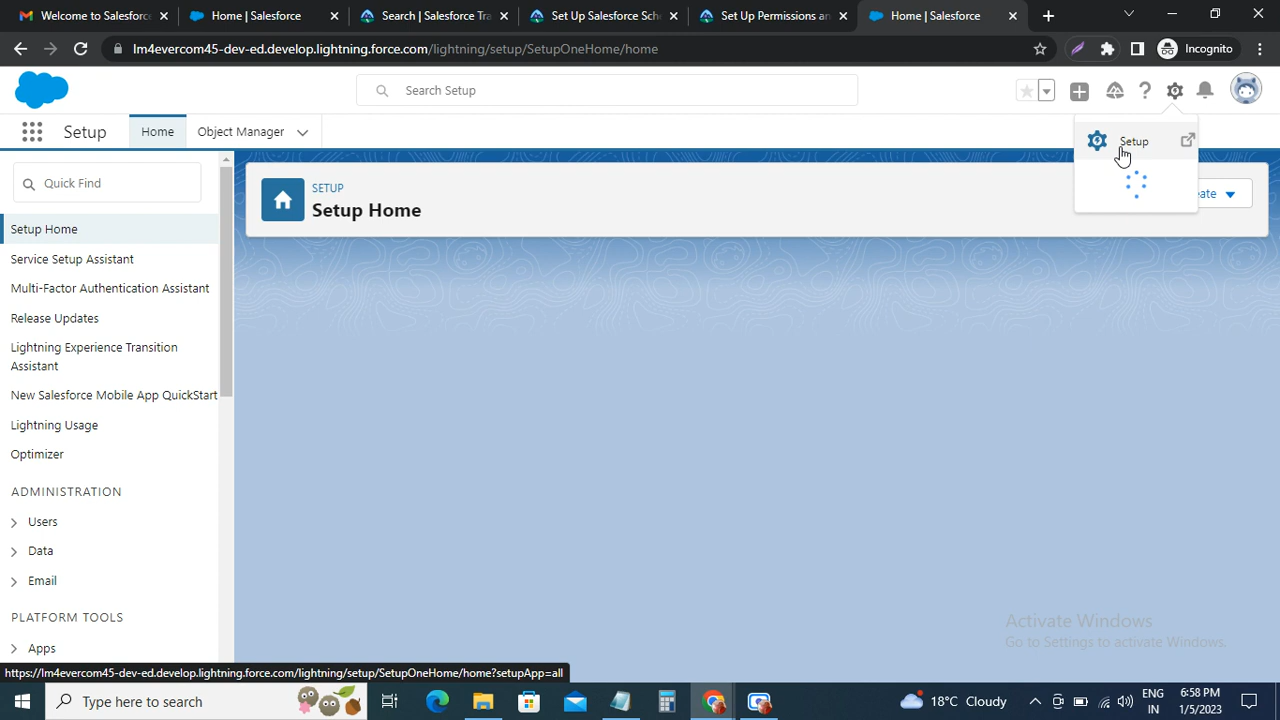 Welcome to Salesforce:
Home | Salesforce
Search | Salesforce Tra
Set Up Salesforce Sch
Set Up Permissions an
Home | Salesforce
lm4evercom45-dev-ed.develop.lightning.force.com/lightning/setup/SetupOneHome/home
Incognito
Search Setup
Setup
Home
Object Manager
Setup
Quick Find
SETUP
Setup Home
eate
Setup Home
Service Setup Assistant
Multi-Factor Authentication Assistant
Release Updates
Lightning Experience Transition
Assistant
New Salesforce Mobile App QuickStart
Lightning Usage
Optimizer
ADMINISTRATION
Users
Data
Email
PLATFORM TOOLS
Apps
Activate Windows
Go to Settings to activate Windows.
https://lm4evercom45-dev-ed.develop.lightning.force.com/lightning/setup/SetupOneHome/home?setupApp=all
Type here to search
18°C Cloudy
ENG
IN
6:58 PM
1/5/2023